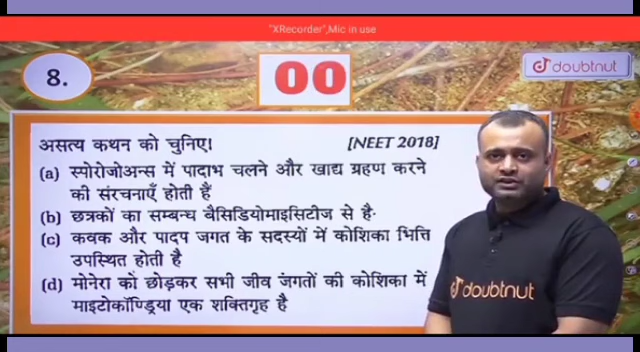 "XRecorder",Mic in use
8.
00
doubtnut
असत्य कथन को चुनिए। [NEET 2018]
(a) स्पोरोजोअन्स में पादाभ चलने और खाद्य ग्रहण करने
की संरचनाएँ होती हैं
(b) छत्रकों का सम्बन्ध बैसिडियोमाइसिटीज से है·
(c) कवक और पादप जगत के सदस्यों में कोशिका भित्ति
उपस्थित होती है
(d) मोनेरा को छोड़कर सभी जीव जंगतों की कोशिका में
माइटोकॉण्ड्रिया एक शक्तिगृह है
doubtnut